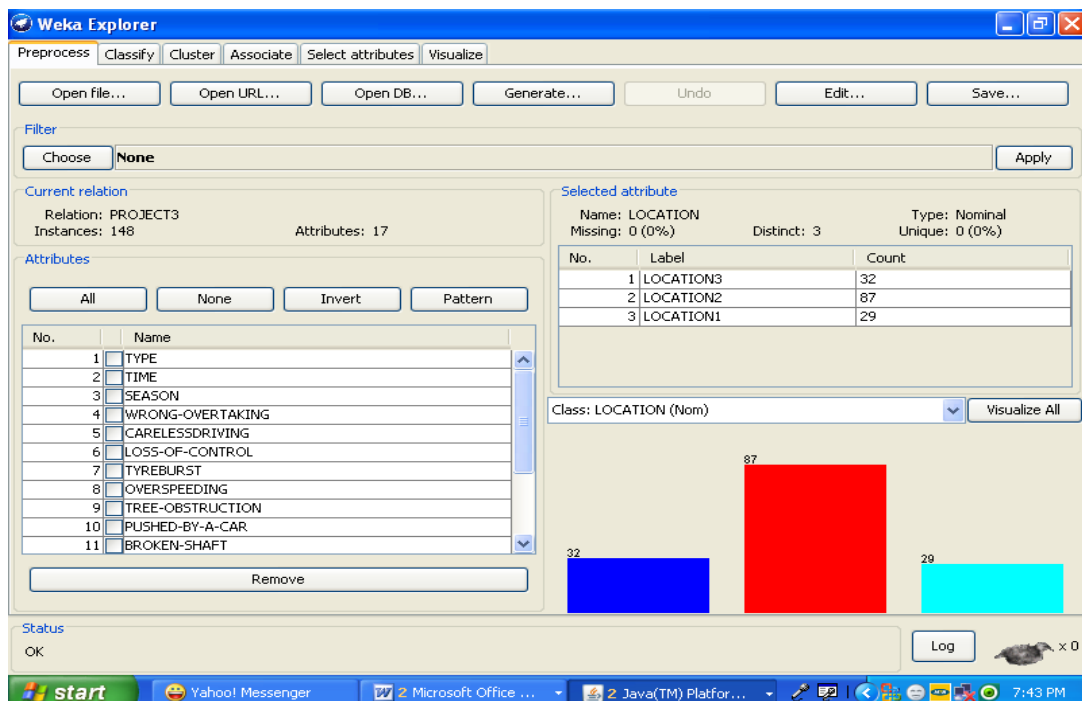 Weka Explorer
Preprocess Classify Cluster Associate Select attributes Visualize
Open file... Open URL... Open DB... Generate... Undo Edit... Save...
Filter
Choose None Apply
Current relation
Relation: PROJECT3
Instances: 148 Attributes: 17
Attributes
All None Invert Pattern
No. Name
1 TYPE
2 TIME
3 SEASON
4 WRONG-OVERTAKING
5 CARELESSDRIVING
6 LOSS-OF-CONTROL
7 TYREBURST
8 OVERSPEEDING
9 TREE-OBSTRUCTION
10 PUSHED-BY-A-CAR
11 BROKEN-SHAFT
Remove
Selected attribute
Name: LOCATION Type: Nominal
Missing: 0 (0%) Distinct: 3 Unique: 0 (0%)
No. Label Count
1 LOCATION3 32
2 LOCATION2 87
3 LOCATION1 29
Class: LOCATION (Nom) Visualize All
87
32
29
Status
OK
Log x 0
start Yahoo! Messenger 2 Microsoft Office ... 2 Java(TM) Platfor... 7:43 PM